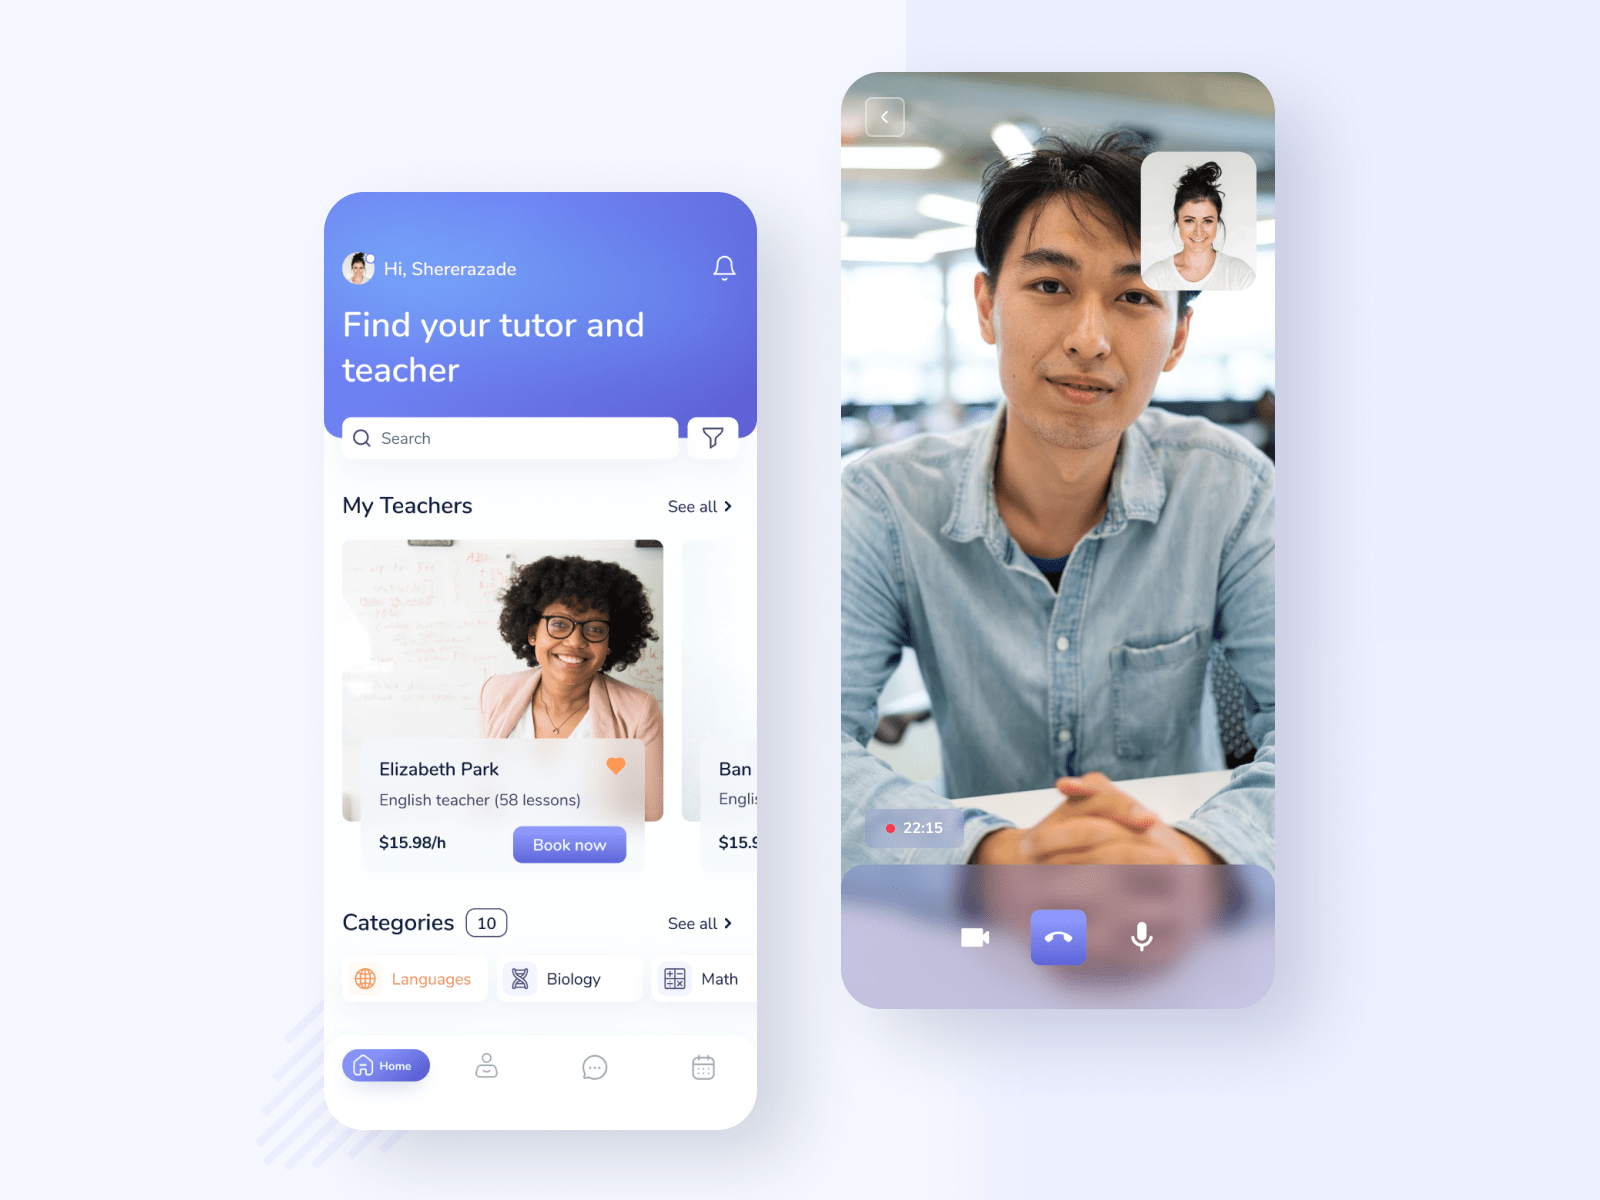 Hi, Shererazade
Find your tutor and
teacher
Search
My Teachers
See all
Elizabeth Park
English teacher (58 lessons)
$15.98/h
Book now
Ban
$15.9
Categories
10
See all
Languages
Biology
Math
Home
22:15